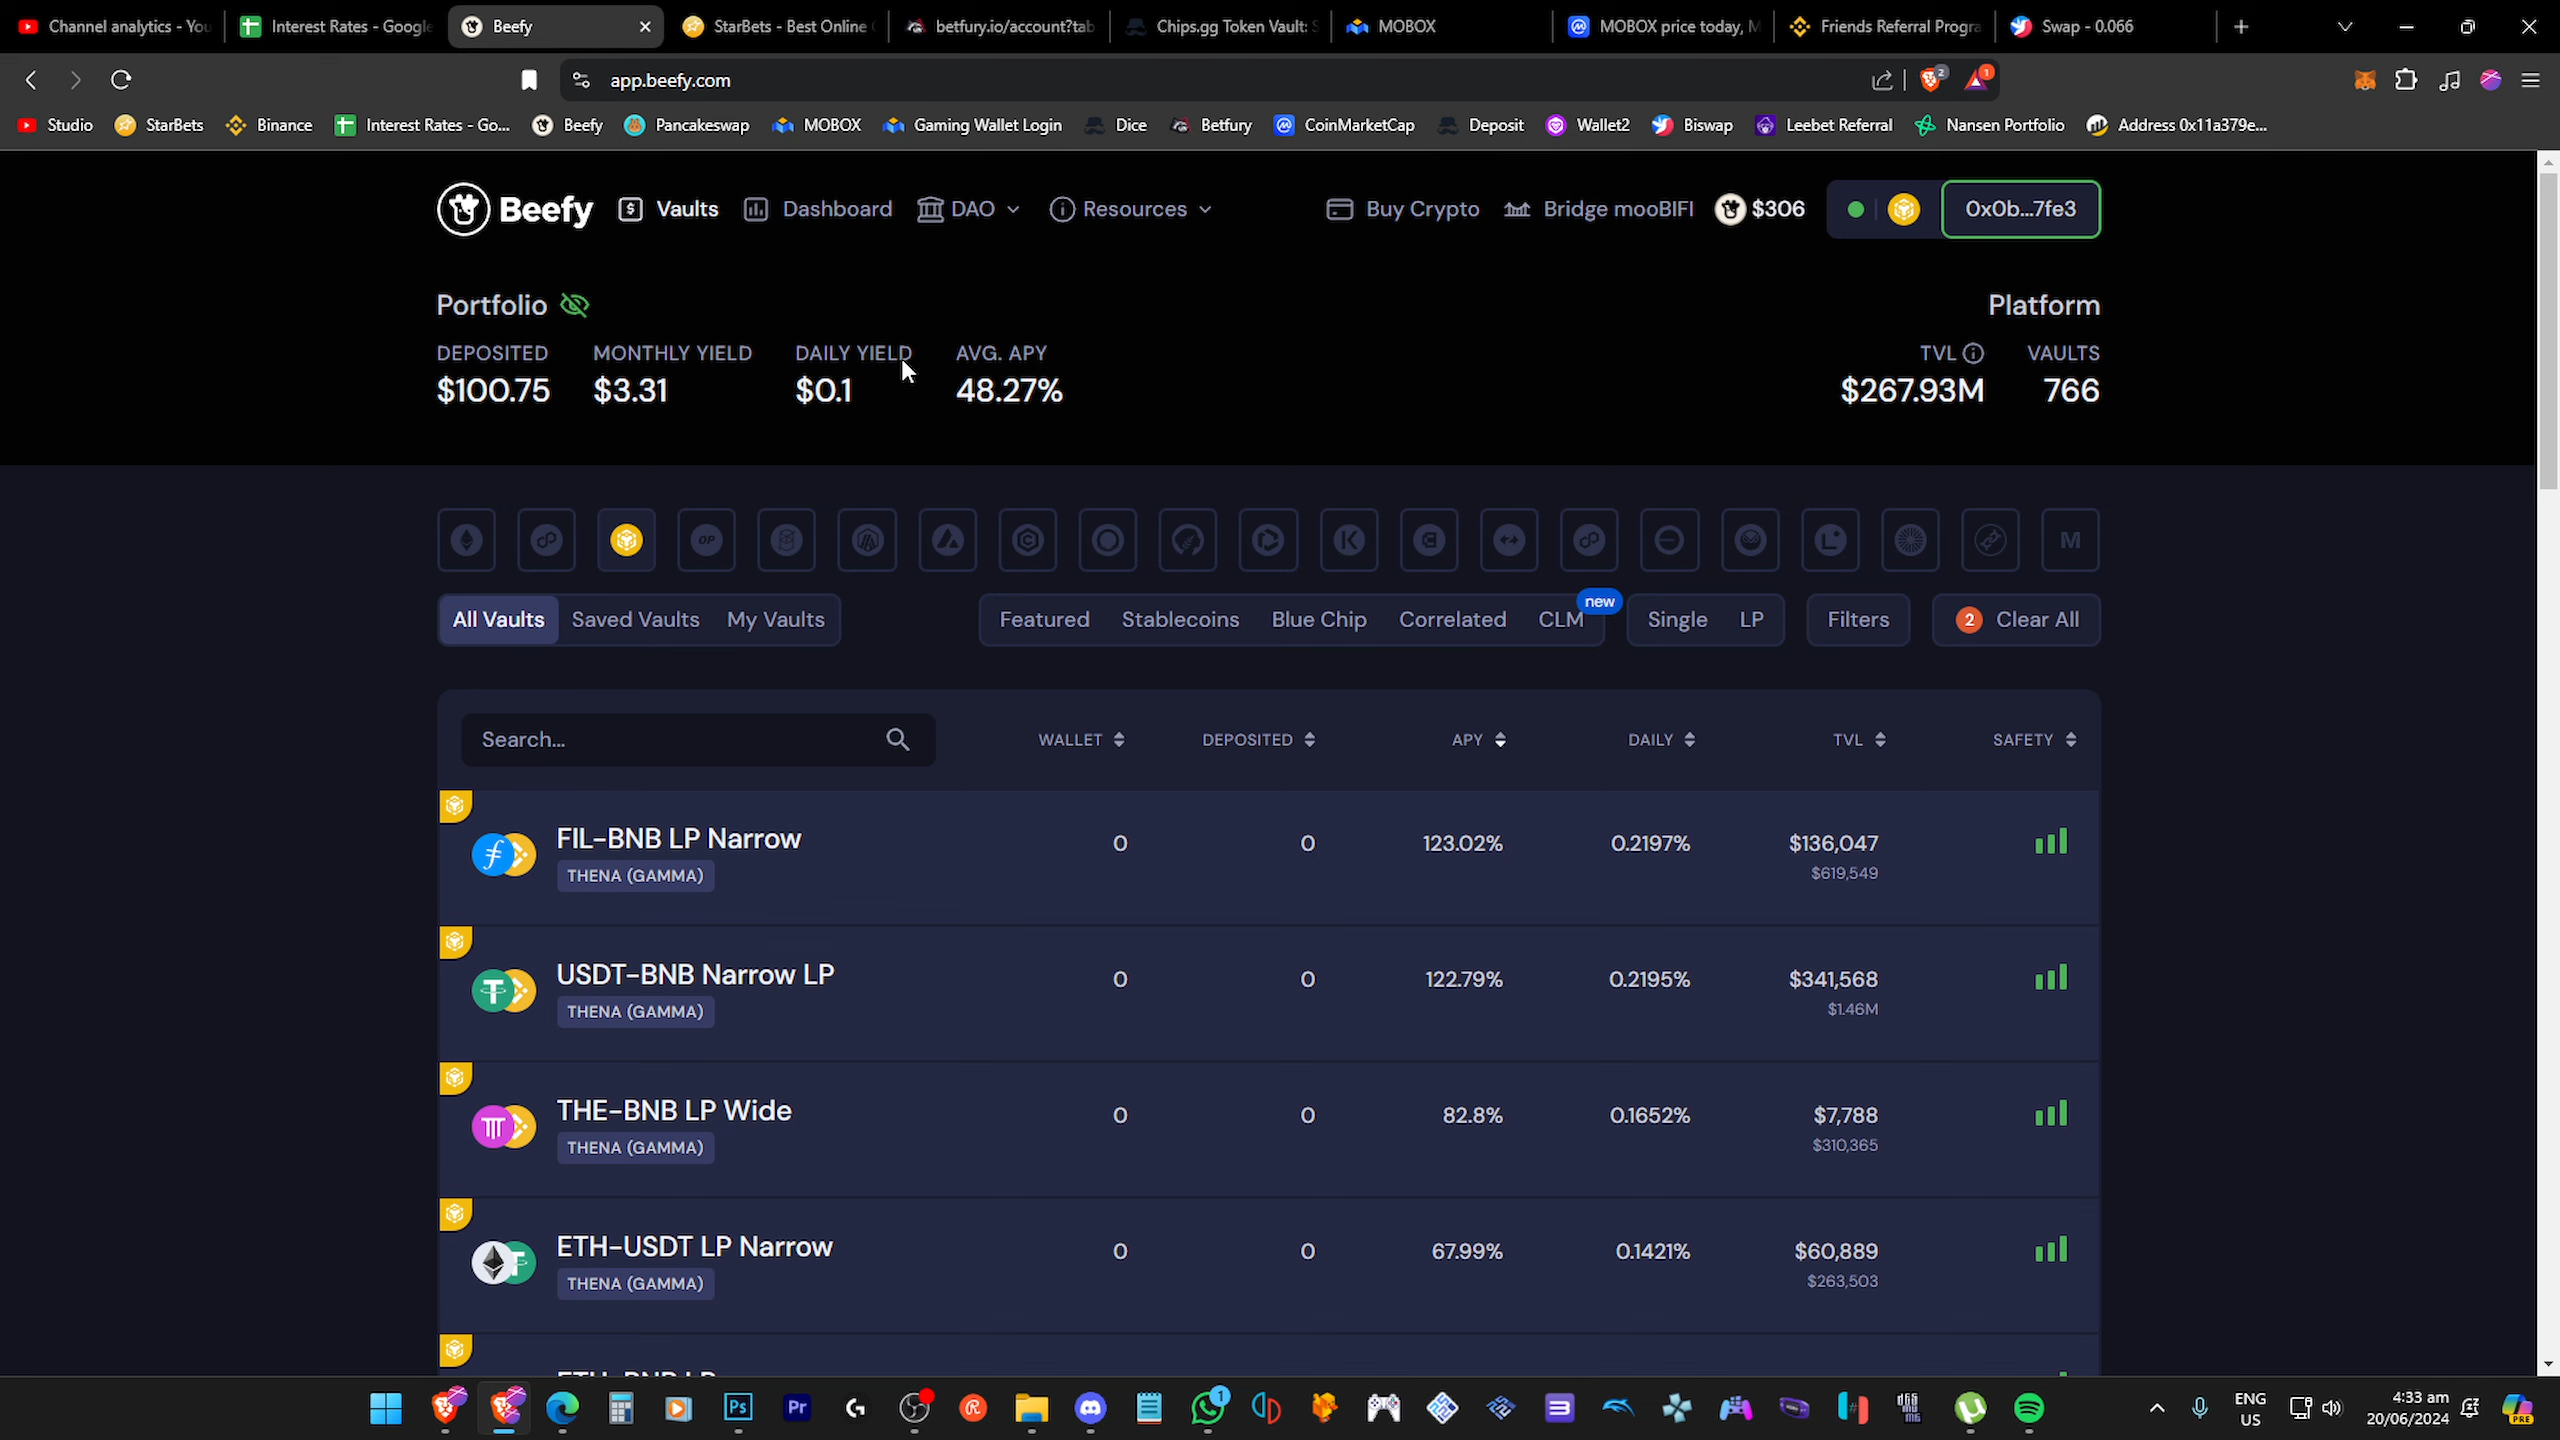 Channel analytics - You
Interest Rates - Google
Beefy
StarBets - Best Online
betfury.io/account?tab
Chips.gg Token Vault: S
MOBOX
MOBOX price today, M
Friends Referral Progra
Swap - 0.066
app.beefy.com
2
1
Studio
StarBets
Binance
Interest Rates - Go...
Beefy
Pancakeswap
MOBOX
Gaming Wallet Login
Dice
Betfury
CoinMarketCap
Deposit
Wallet2
Biswap
Leebet Referral
Nansen Portfolio
Address 0x11a379e...
Beefy
Vaults
Dashboard
DAO
Resources
Buy Crypto
Bridge mooBIFI
$306
0x0b...7fe3
Portfolio
Platform
DEPOSITED
MONTHLY YIELD
DAILY YIELD
AVG. APY
TVL
VAULTS
$100.75
$3.31
$0.1
48.27%
$267.93M
766
OP
M
All Vaults
Saved Vaults
My Vaults
Featured
Stablecoins
Blue Chip
Correlated
CLM
new
Single
LP
Filters
2
Clear All
Search...
WALLET
DEPOSITED
APY
DAILY
TVL
SAFETY
FIL-BNB LP Narrow
THENA (GAMMA)
0
0
123.02%
0.2197%
$136,047
$619,549
USDT-BNB Narrow LP
THENA (GAMMA)
0
0
122.79%
0.2195%
$341,568
$1.46M
THE-BNB LP Wide
THENA (GAMMA)
0
0
82.8%
0.1652%
$7,788
$310,365
ETH-USDT LP Narrow
THENA (GAMMA)
0
0
67.99%
0.1421%
$60,889
$263,503
Ps
Pr
1
ENG
US
4:33 am
20/06/2024
PRE